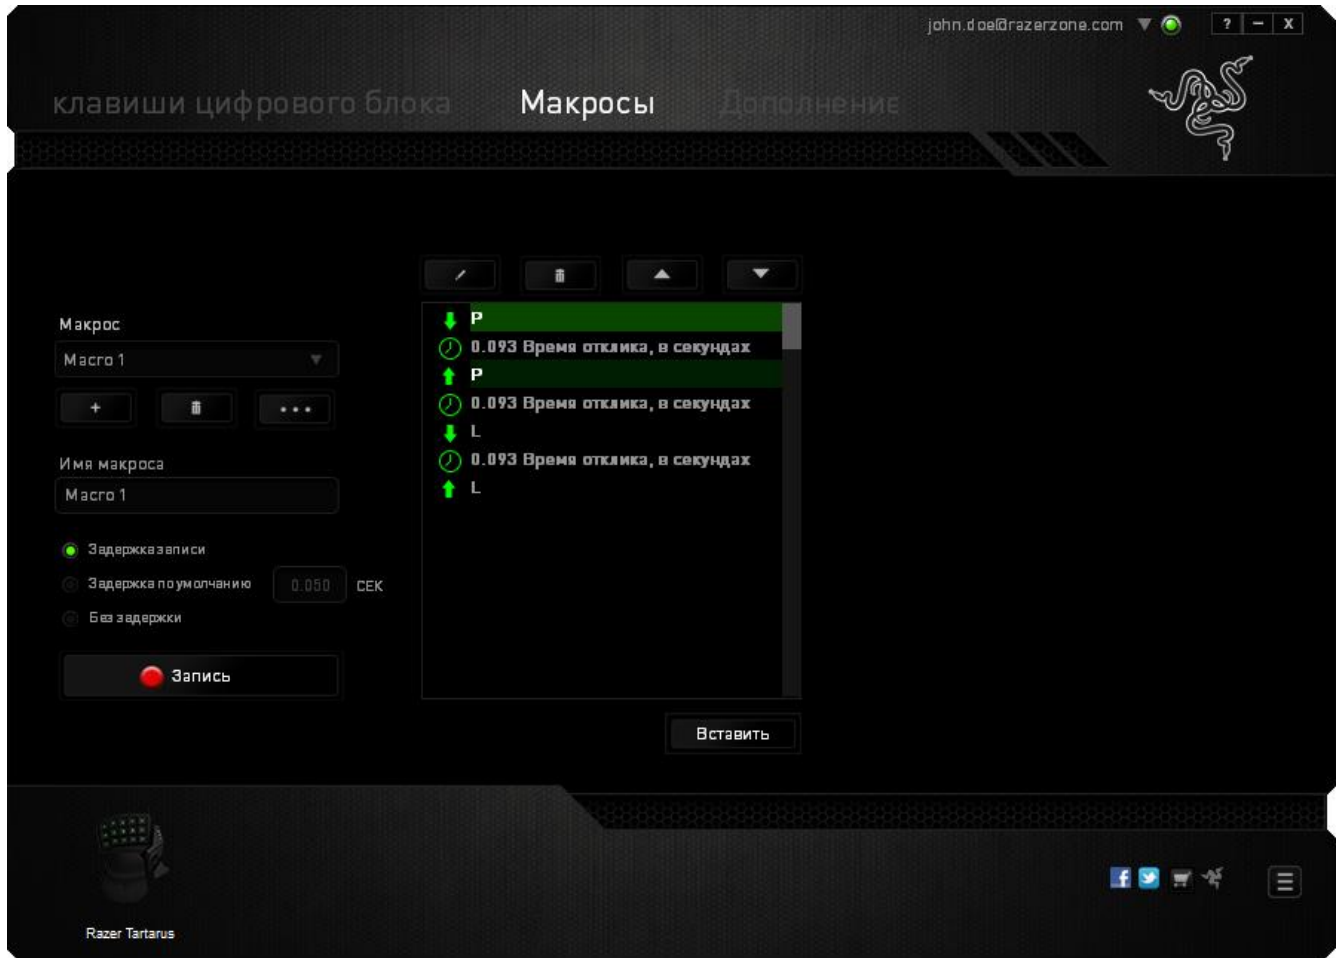 john.doe@razerzone.com
? – X
клавиши цифрового блока Макросы Дополнение
Макрос
Macro 1
+
Имя макроса
Macro 1
Задержка записи
Задержка по умолчанию 0.050 СЕК
Без задержки
Запись
P
0.093 Время отклика, в секундах
P
0.093 Время отклика, в секундах
L
0.093 Время отклика, в секундах
L
Вставить
Razer Tartarus